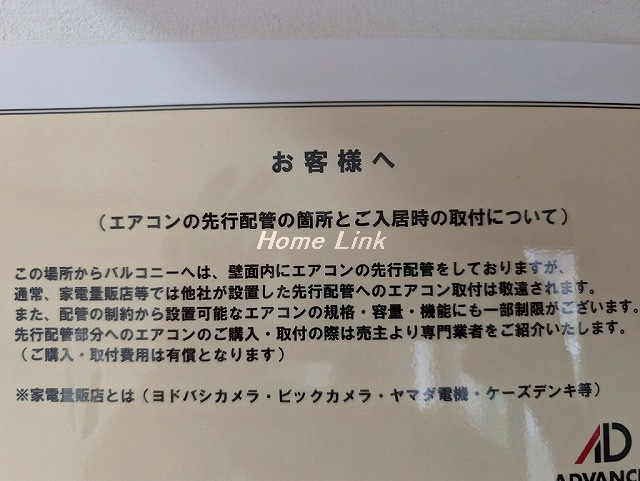 お客様へ
（エアコンの先行配管の箇所とご入居時の取付について）
Home Link
この場所からバルコニーへは、壁面内にエアコンの先行配管をしておりますが、
通常、家電量販店等では他社が設置した先行配管へのエアコン取付は敬遠されます。
また、配管の制約から設置可能なエアコンの規格・容量・機能にも一部制限がございます。
先行配管部分へのエアコンのご購入・取付の際は売主より専門業者をご紹介いたします。
（ご購入・取付費用は有償となります）
※家電量販店とは（ヨドバシカメラ・ビックカメラ・ヤマダ電機・ケーズデンキ等）
AD
ADVANCE